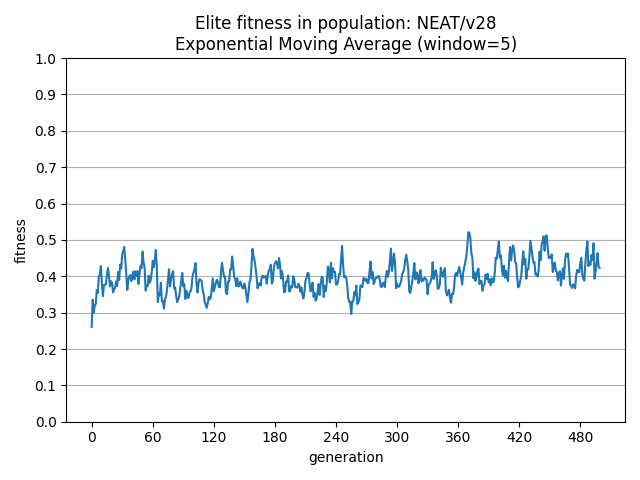 Elite fitness in population: NEAT/v28
Exponential Moving Average (window=5)
1.0
0.9
0.8
0.7
0.6
0.5
0.4
0.3
0.2
0.1
0.0
fitness
0 60 120 180 240 300 360 420 480
generation